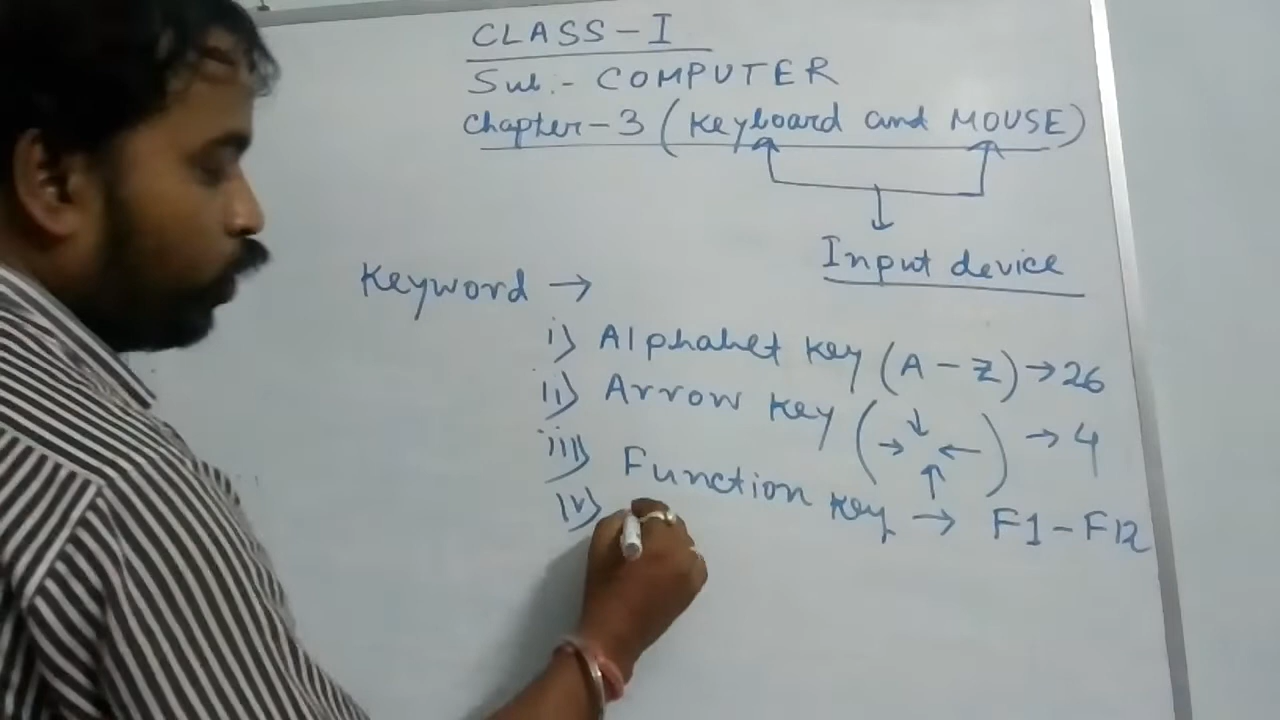 CLASS-I
Sub:- COMPUTER
Chapter-3 (Keyboard and MOUSE)
Input device
Keyword →
i) Alphabet Key (A-Z) → 26
ii) Arrow Key (→ ↓ ← ↑) → 4
iii) Function Key → F1-F12
iv)